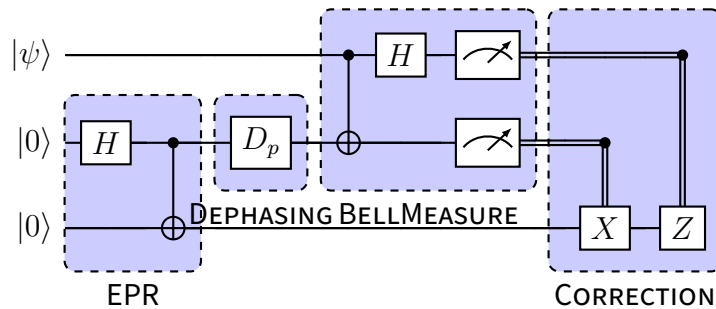 |ψ⟩ H
|0⟩ H D_p
|0⟩ X Z
DEPHASING BELLMEASURE
EPR CORRECTION